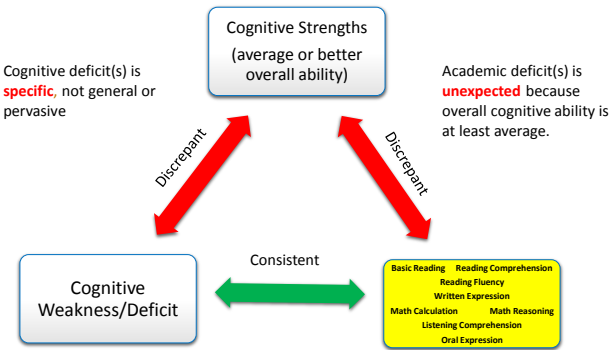 Cognitive Strengths
(average or better
overall ability)
Cognitive deficit(s) is
specific, not general or
pervasive
Academic deficit(s) is
unexpected because
overall cognitive ability is
at least average.
Discrepant
Discrepant
Consistent
Cognitive
Weakness/Deficit
Basic Reading Reading Comprehension
Reading Fluency
Written Expression
Math Calculation Math Reasoning
Listening Comprehension
Oral Expression